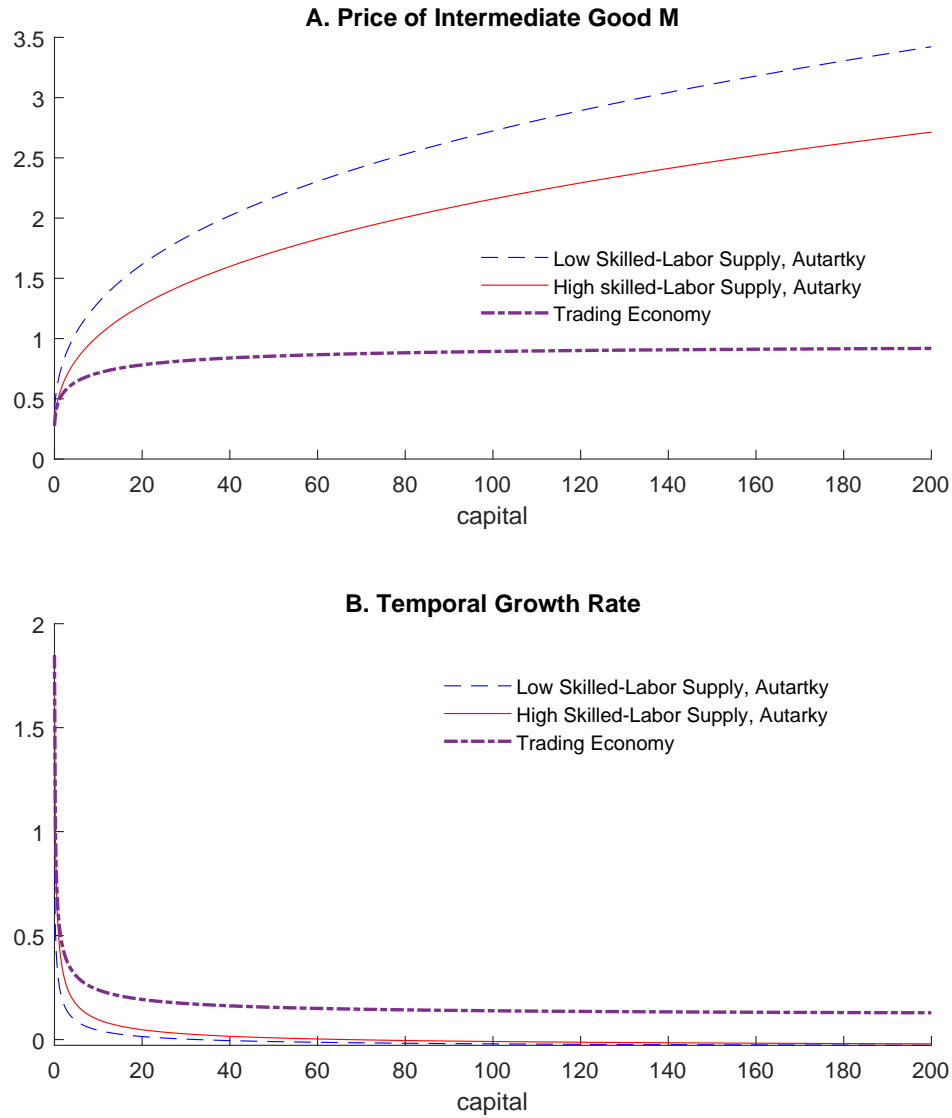 A. Price of Intermediate Good M
3.5
3
2.5
2
1.5
1
0.5
0
Low Skilled-Labor Supply, Autartky
High skilled-Labor Supply, Autarky
Trading Economy
0 20 40 60 80 100 120 140 160 180 200
capital
B. Temporal Growth Rate
2
1.5
1
0.5
0
Low Skilled-Labor Supply, Autartky
High Skilled-Labor Supply, Autarky
Trading Economy
0 20 40 60 80 100 120 140 160 180 200
capital